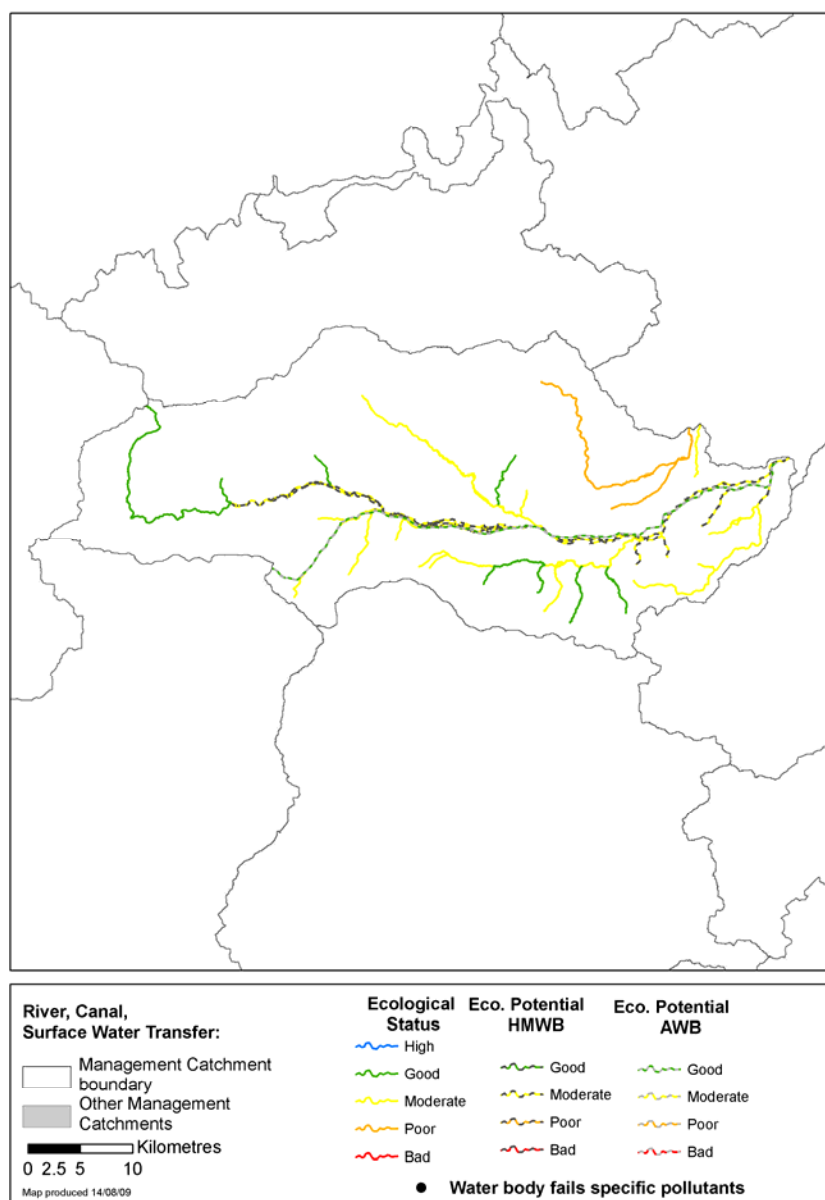 River, Canal,
Surface Water Transfer:
Management Catchment
boundary
Other Management
Catchments
Kilometres
0 2.5 5 10
Map produced 14/08/09
Ecological
Status
High
Good
Moderate
Poor
Bad
Eco. Potential
HMWB
Good
Moderate
Poor
Bad
Eco. Potential
AWB
Good
Moderate
Poor
Bad
Water body fails specific pollutants